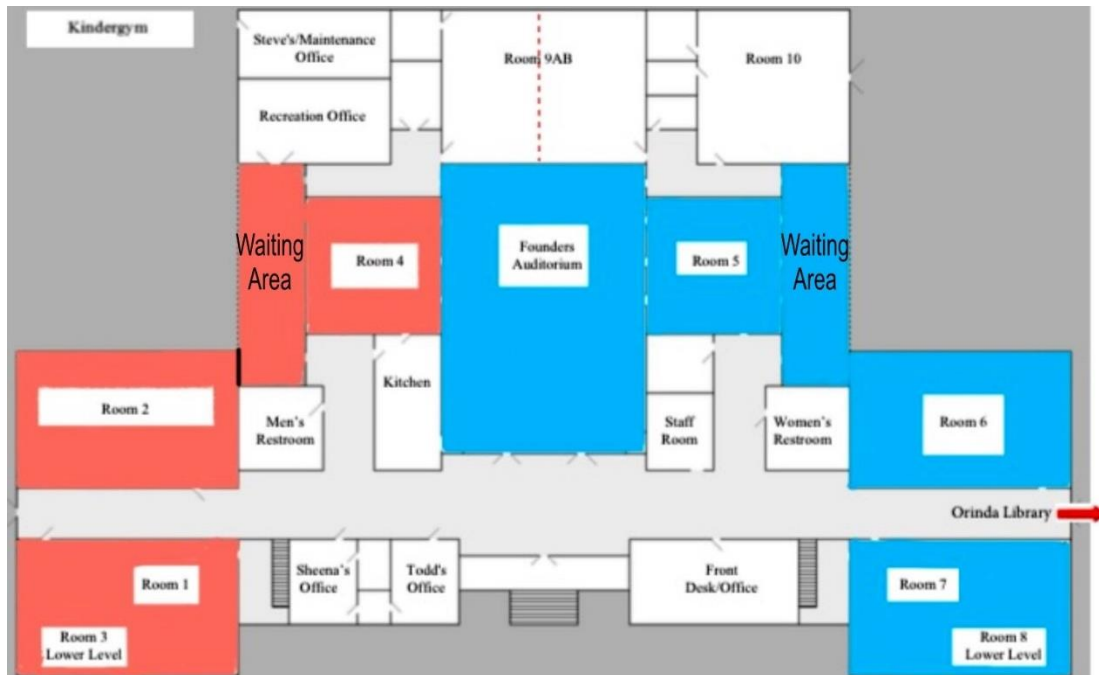 Kindergym
Steve's/Maintenance
Office
Room 9AB
Room 10
Recreation Office
Waiting
Area
Room 4
Founders
Auditorium
Room 5
Waiting
Area
Room 2
Kitchen
Men's
Restroom
Staff
Room
Women's
Restroom
Room 6
Orinda Library
Room 1
Sheena's
Office
Todd's
Office
Front
Desk/Office
Room 7
Room 3
Lower Level
Room 8
Lower Level